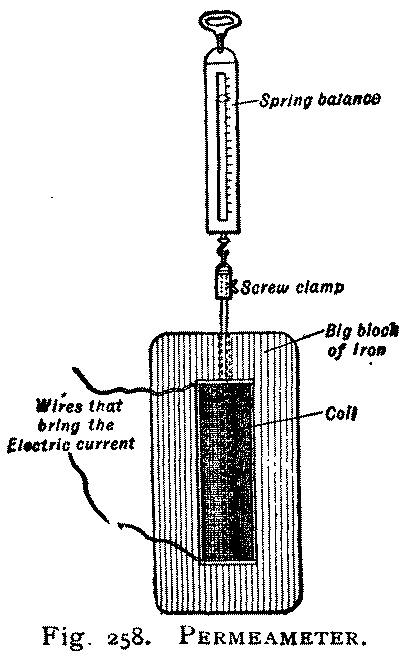 Spring balance
Screw clamp
Big block
of Iron
Coil
Wires that
bring the
Electric current
Fig. 258. PERMEAMETER.